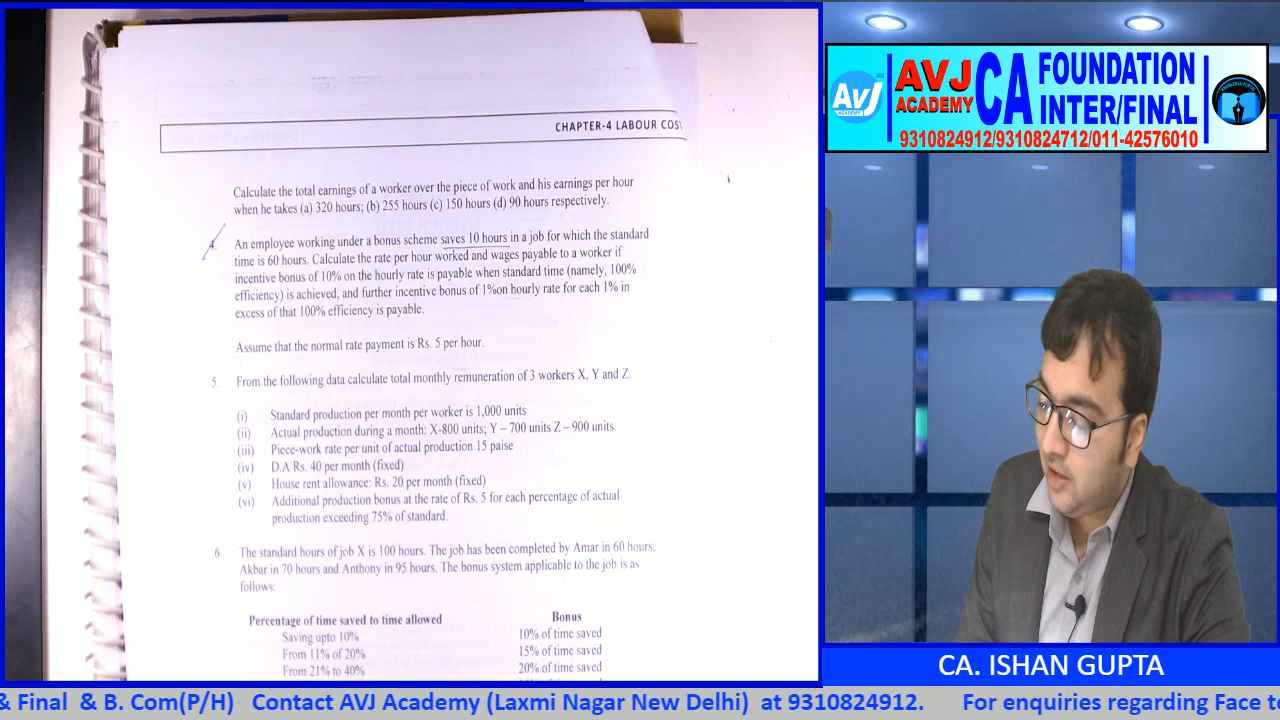 CHAPTER-4 LABOUR COS
Calculate the total earnings of a worker over the piece of work and his earnings per hour
when he takes (a) 320 hours; (b) 255 hours (c) 150 hours (d) 90 hours respectively.
4. An employee working under a bonus scheme saves 10 hours in a job for which the standard
time is 60 hours. Calculate the rate per hour worked and wages payable to a worker if
incentive bonus of 10% on the hourly rate is payable when standard time (namely, 100%
efficiency) is achieved, and further incentive bonus of 1%on hourly rate for each 1% in
excess of that 100% efficiency is payable.
Assume that the normal rate payment is Rs. 5 per hour.
5. From the following data calculate total monthly remuneration of 3 workers X, Y and Z.
(i) Standard production per month per worker is 1,000 units
(ii) Actual production during a month: X-800 units; Y – 700 units Z – 900 units.
(iii) Piece-work rate per unit of actual production 15 paise
(iv) D.A Rs. 40 per month (fixed)
(v) House rent allowance: Rs. 20 per month (fixed)
(vi) Additional production bonus at the rate of Rs. 5 for each percentage of actual
production exceeding 75% of standard.
6. The standard hours of job X is 100 hours. The job has been completed by Amar in 60 hours,
Akbar in 70 hours and Anthony in 95 hours. The bonus system applicable to the job is as
follows:
Percentage of time saved to time allowed Bonus
Saving upto 10% 10% of time saved
From 11% of 20% 15% of time saved
From 21% to 40% 20% of time saved
AVJ
ACADEMY
AVJ
ACADEMY
CA
FOUNDATION
INTER/FINAL
9310824912/9310824712/011-42576010
CA. ISHAN GUPTA
& Final & B. Com(P/H) Contact AVJ Academy (Laxmi Nagar New Delhi) at 9310824912. For enquiries regarding Face to